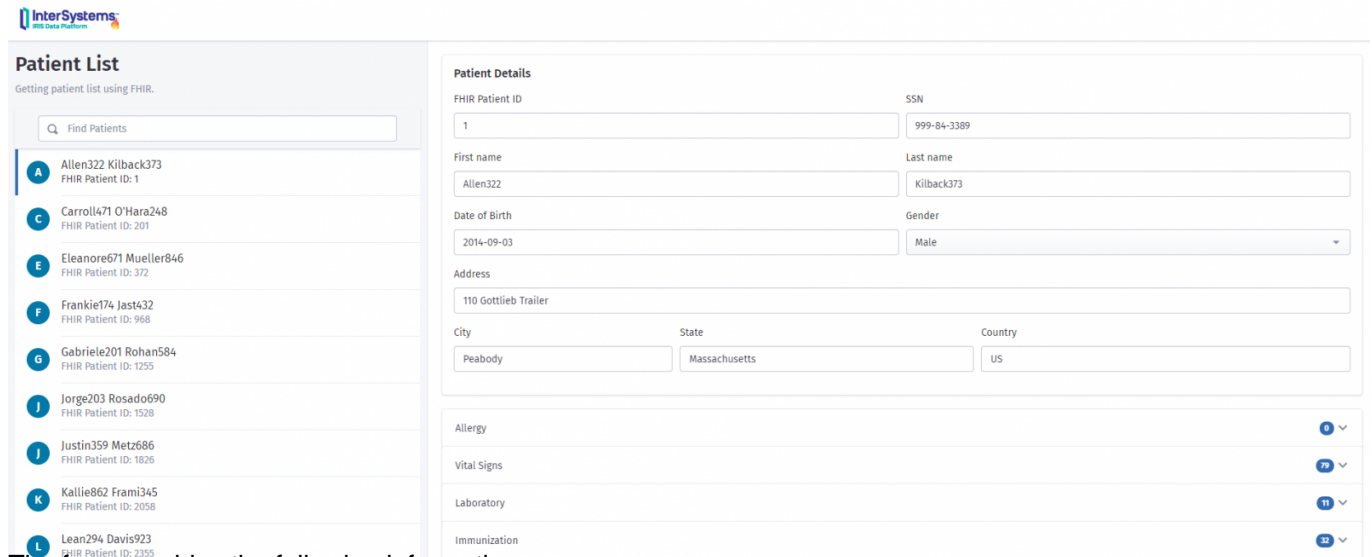 InterSystems
IRIS Data Platform
Patient List
Getting patient list using FHIR.
Find Patients
A
Allen322 Kilback373
FHIR Patient ID: 1
C
Carroll471 O'Hara248
FHIR Patient ID: 201
E
Eleanore671 Mueller846
FHIR Patient ID: 372
F
Frankie174 Jast432
FHIR Patient ID: 968
G
Gabriele201 Rohan584
FHIR Patient ID: 1255
J
Jorge203 Rosado690
FHIR Patient ID: 1528
J
Justin359 Metz686
FHIR Patient ID: 1826
K
Kallie862 Frami345
FHIR Patient ID: 2058
L
Lean294 Davis923
FHIR Patient ID: 2355
Patient Details
FHIR Patient ID SSN
1 999-84-3389
First name Last name
Allen322 Kilback373
Date of Birth Gender
2014-09-03 Male
Address
110 Gottlieb Trailer
City State Country
Peabody Massachusetts US
Allergy 0
Vital Signs 79
Laboratory 11
Immunization 32